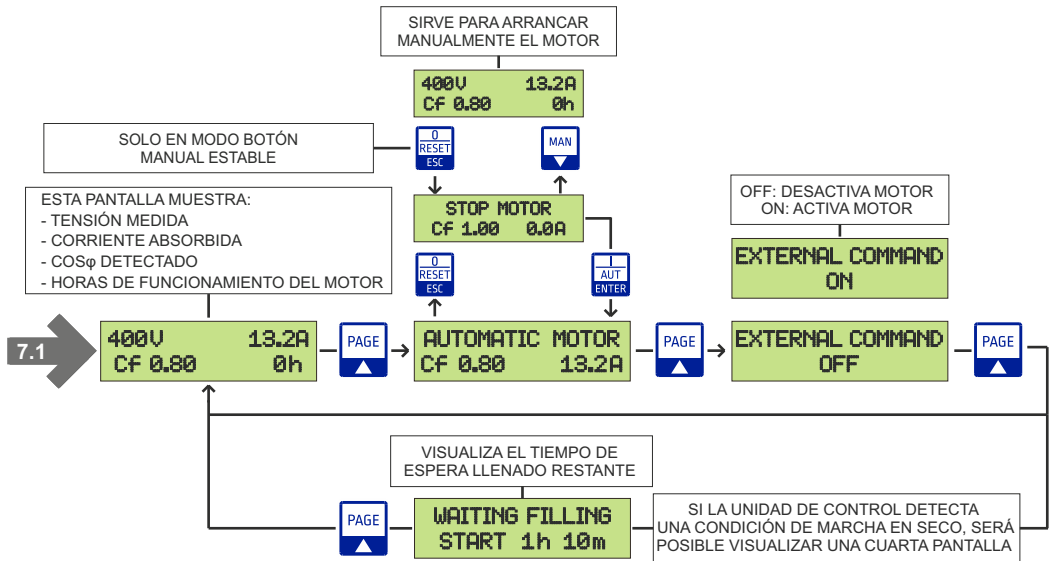 SIRVE PARA ARRANCAR
MANUALMENTE EL MOTOR
400V 13.2A
Cf 0.80 0h
SOLO EN MODO BOTÓN
MANUAL ESTABLE
0
RESET
ESC
MAN
ESTA PANTALLA MUESTRA:
- TENSIÓN MEDIDA
- CORRIENTE ABSORBIDA
- COSφ DETECTADO
- HORAS DE FUNCIONAMIENTO DEL MOTOR
STOP MOTOR
Cf 1.00 0.0A
OFF: DESACTIVA MOTOR
ON: ACTIVA MOTOR
0
RESET
ESC
I
AUT
ENTER
EXTERNAL COMMAND
ON
7.1
400V 13.2A
Cf 0.80 0h
PAGE
AUTOMATIC MOTOR
Cf 0.80 13.2A
PAGE
EXTERNAL COMMAND
OFF
PAGE
VISUALIZA EL TIEMPO DE
ESPERA LLENADO RESTANTE
PAGE
WAITING FILLING
START 1h 10m
SI LA UNIDAD DE CONTROL DETECTA
UNA CONDICIÓN DE MARCHA EN SECO, SERÁ
POSIBLE VISUALIZAR UNA CUARTA PANTALLA